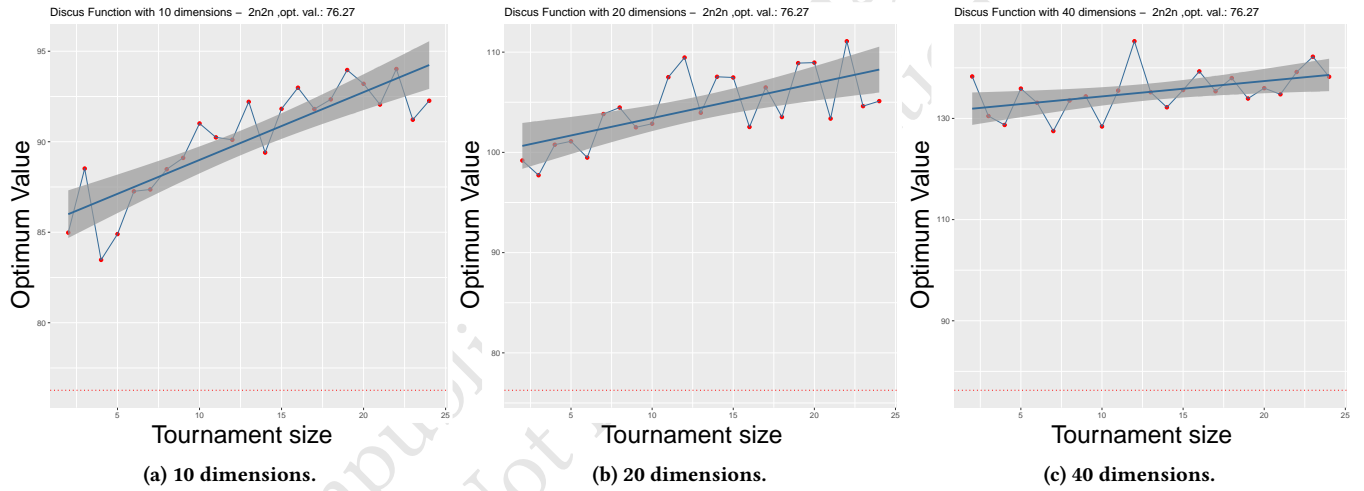 Discus Function with 10 dimensions – 2n2n ,opt. val.: 76.27
Optimum Value
95
90
85
80
5
10
15
20
25
Tournament size
(a) 10 dimensions.
Discus Function with 20 dimensions – 2n2n ,opt. val.: 76.27
Optimum Value
110
100
90
80
5
10
15
20
25
Tournament size
(b) 20 dimensions.
Discus Function with 40 dimensions – 2n2n ,opt. val.: 76.27
Optimum Value
130
110
90
5
10
15
20
25
Tournament size
(c) 40 dimensions.
Not